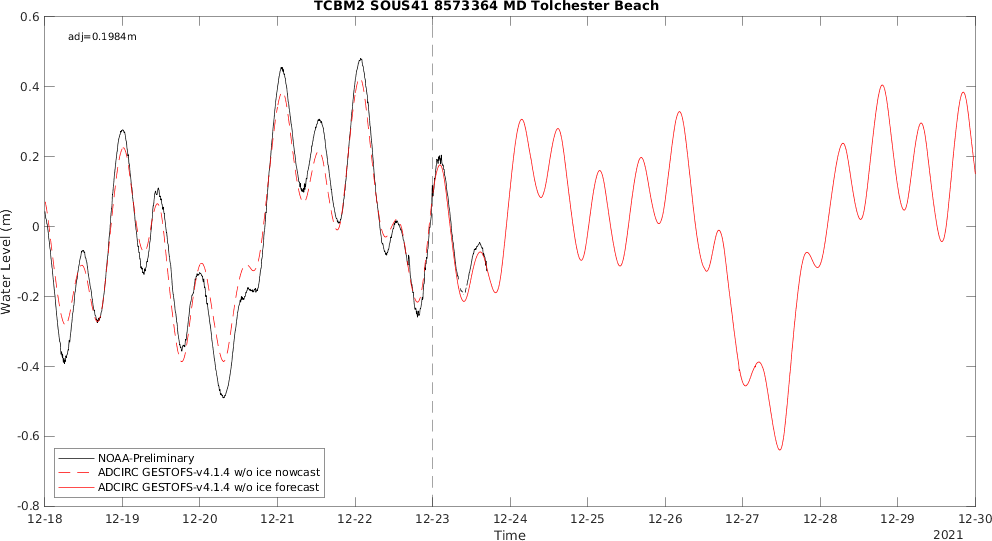 TCBM2 SOUS41 8573364 MD Tolchester Beach
adj=0.1984m
0.6
0.4
0.2
0
-0.2
-0.4
-0.6
-0.8
Water Level (m)
NOAA-Preliminary
ADCIRC GESTOFS-v4.1.4 w/o ice nowcast
ADCIRC GESTOFS-v4.1.4 w/o ice forecast
12-18 12-19 12-20 12-21 12-22 12-23 12-24 12-25 12-26 12-27 12-28 12-29 12-30
Time
2021